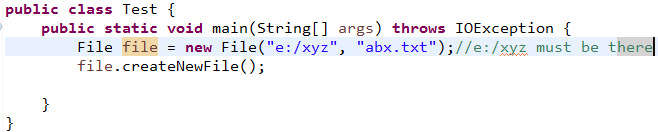 public class Test {
public static void main(String[] args) throws IOException {
File file = new File("e:/xyz", "abx.txt");//e:/xyz must be there
file.createNewFile();
}
}